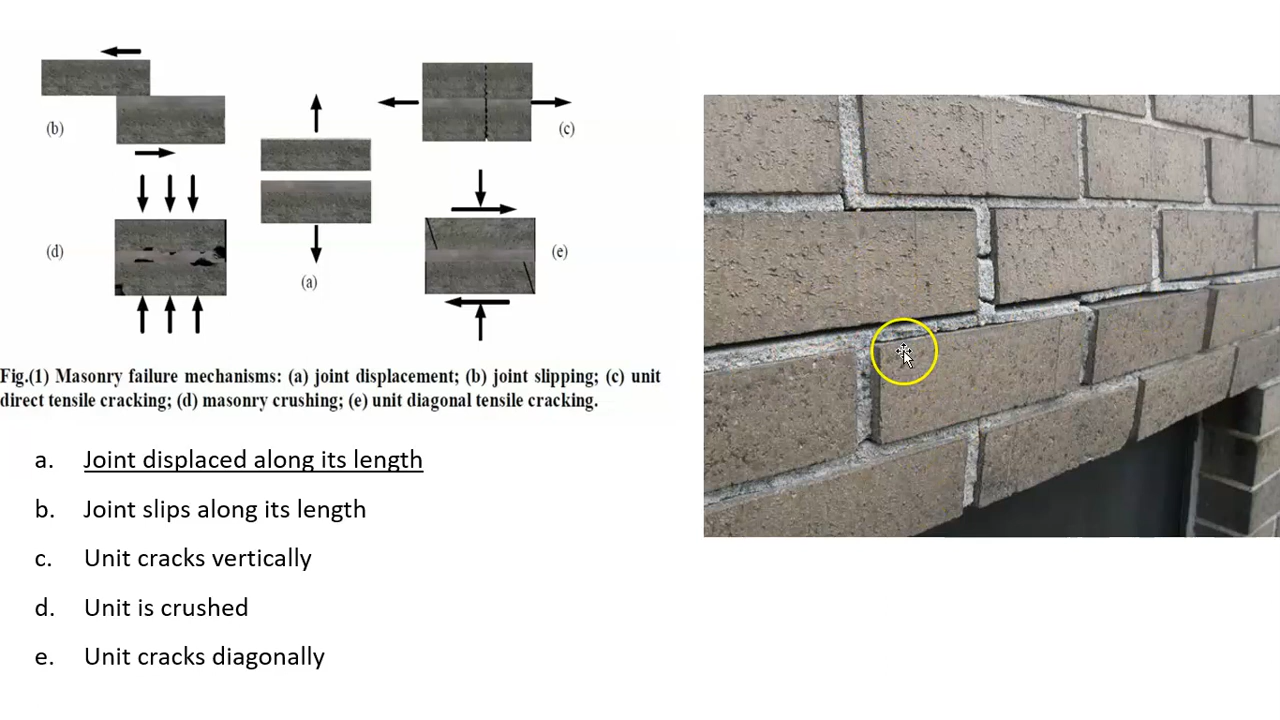 (b)
(c)
(d)
(a)
(e)
Fig.(1) Masonry failure mechanisms: (a) joint displacement; (b) joint slipping; (c) unit
direct tensile cracking; (d) masonry crushing; (e) unit diagonal tensile cracking.
a. Joint displaced along its length
b. Joint slips along its length
c. Unit cracks vertically
d. Unit is crushed
e. Unit cracks diagonally